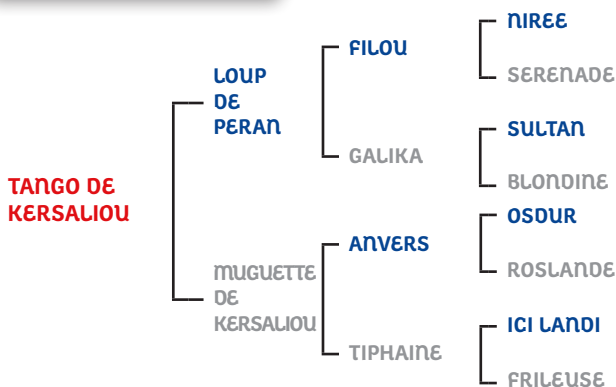 TANGO DE
KERSALIOU
LOUP
DE
PERAN
MUGUETTE
DE
KERSALIOU
FILOU
GALIKA
ANVERS
TIPHAINE
NIREE
SERENADE
SULTAN
BLONDINE
OSDUR
ROSLANDE
ICI LANDI
FRILEUSE